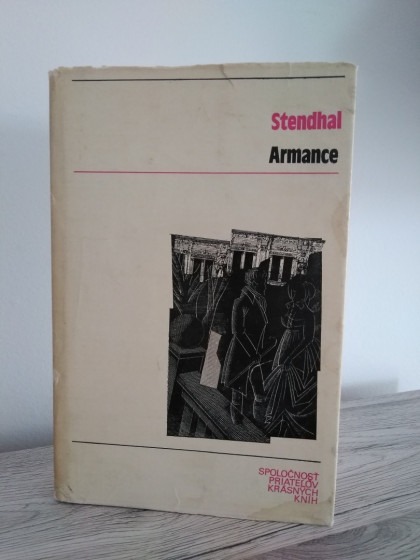 Stendhal
Armance
SPOLOČNOSŤ
PRIATEĽOV
KRÁSNYCH
KNÍH